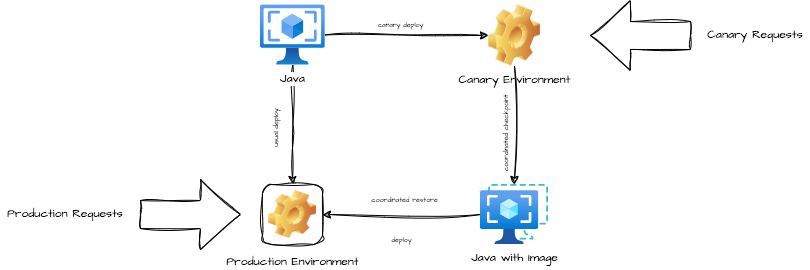 canary deploy
Canary Requests
Java
Canary Environment
usual deploy
coordinated checkpoint
coordinated restore
Production Requests
deploy
Production Environment
Java with Image